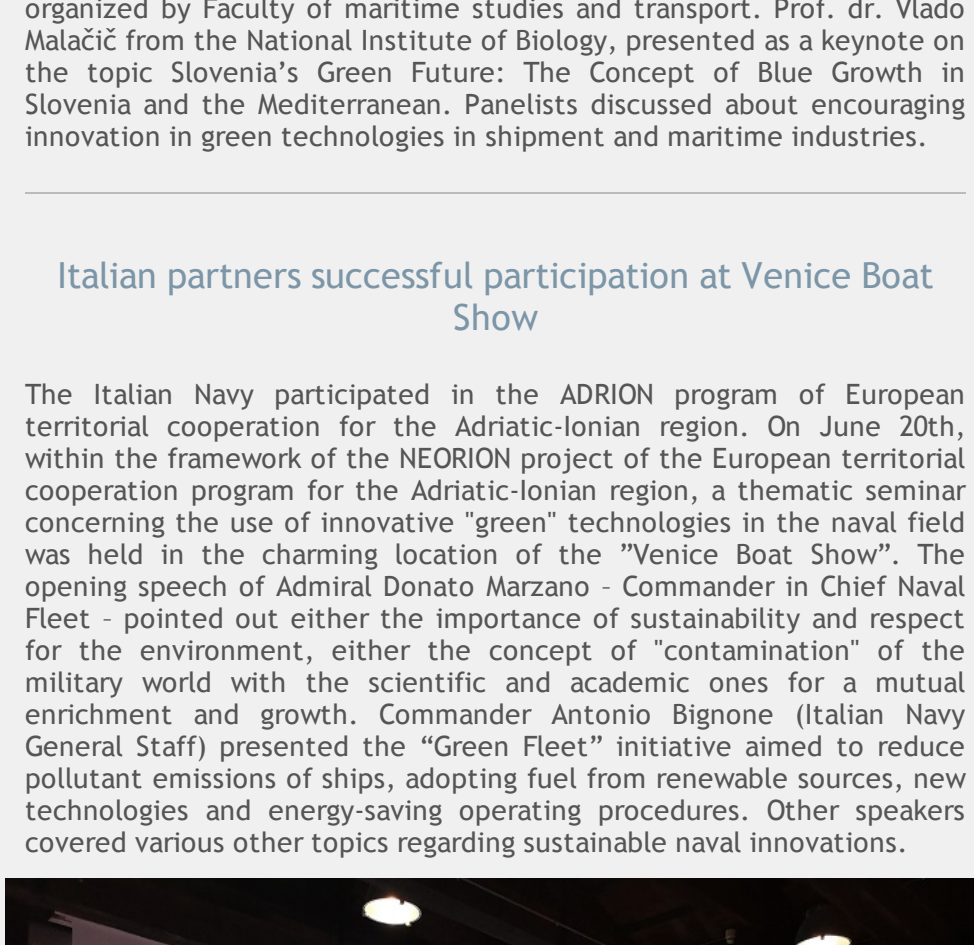 organized by Faculty of maritime studies and transport. Prof. dr. Vlado
Malačič from the National Institute of Biology, presented as a keynote on
the topic Slovenia’s Green Future: The Concept of Blue Growth in
Slovenia and the Mediterranean. Panelists discussed about encouraging
innovation in green technologies in shipment and maritime industries.
Italian partners successful participation at Venice Boat
Show
The Italian Navy participated in the ADRION program of European
territorial cooperation for the Adriatic-Ionian region. On June 20th,
within the framework of the NEORION project of the European territorial
cooperation program for the Adriatic-Ionian region, a thematic seminar
concerning the use of innovative "green" technologies in the naval field
was held in the charming location of the ”Venice Boat Show”. The
opening speech of Admiral Donato Marzano – Commander in Chief Naval
Fleet – pointed out either the importance of sustainability and respect
for the environment, either the concept of "contamination" of the
military world with the scientific and academic ones for a mutual
enrichment and growth. Commander Antonio Bignone (Italian Navy
General Staff) presented the “Green Fleet” initiative aimed to reduce
pollutant emissions of ships, adopting fuel from renewable sources, new
technologies and energy-saving operating procedures. Other speakers
covered various other topics regarding sustainable naval innovations.